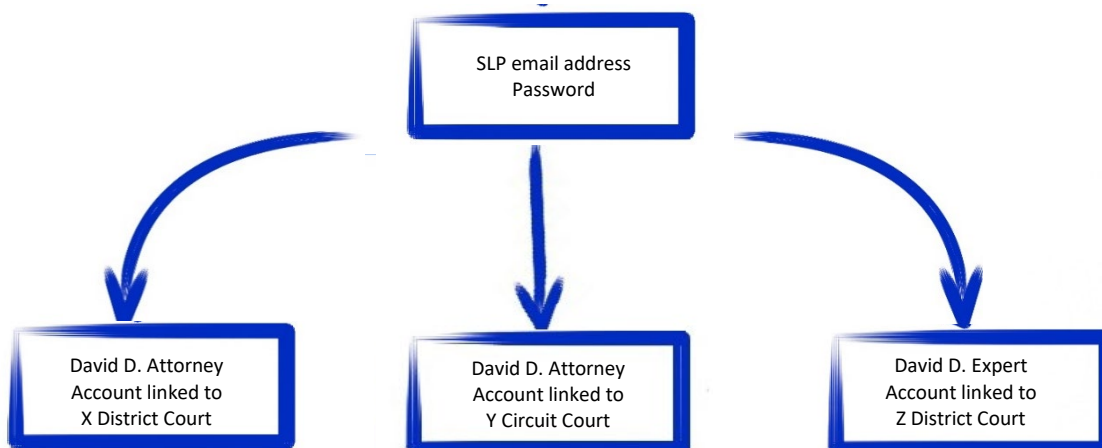 SLP email address
Password
David D. Attorney
Account linked to
X District Court
David D. Attorney
Account linked to
Y Circuit Court
David D. Expert
Account linked to
Z District Court